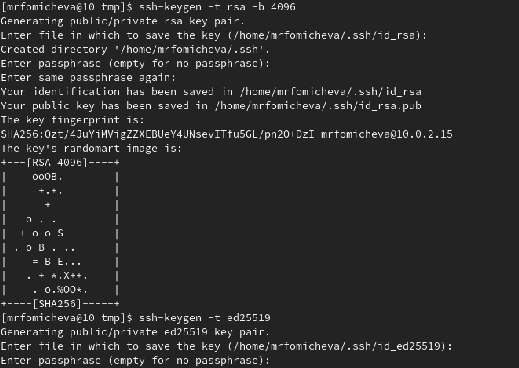 [mrfomicheva@10 tmp]$ ssh-keygen -t rsa -b 4096
Generating public/private rsa key pair.
Enter file in which to save the key (/home/mrfomicheva/.ssh/id_rsa):
Created directory '/home/mrfomicheva/.ssh'.
Enter passphrase (empty for no passphrase):
Enter same passphrase again:
Your identification has been saved in /home/mrfomicheva/.ssh/id_rsa
Your public key has been saved in /home/mrfomicheva/.ssh/id_rsa.pub
The key fingerprint is:
mrfomicheva@10.0.2.15
The key's randomart image is:
+---[RSA 4096]----+
|    ooOB.        |
|     +.+.        |
|      +          |
|   o . .         |
|  + o o S        |
| . o B . ..      |
|    = B E...     |
|   . + *.X++.    |
|    . o.%OO*.    |
+----[SHA256]-----+
[mrfomicheva@10 tmp]$ ssh-keygen -t ed25519
Generating public/private ed25519 key pair.
Enter file in which to save the key (/home/mrfomicheva/.ssh/id_ed25519):
Enter passphrase (empty for no passphrase):